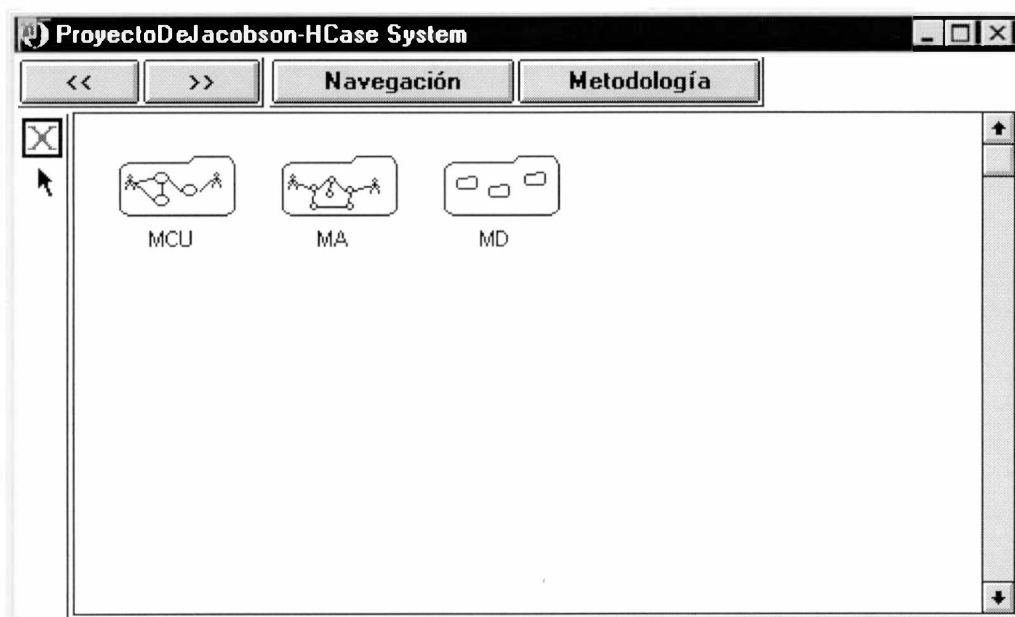 ProyectoDeJacobson-HCase System
<< >> Navegación Metodología
MCU MA MD